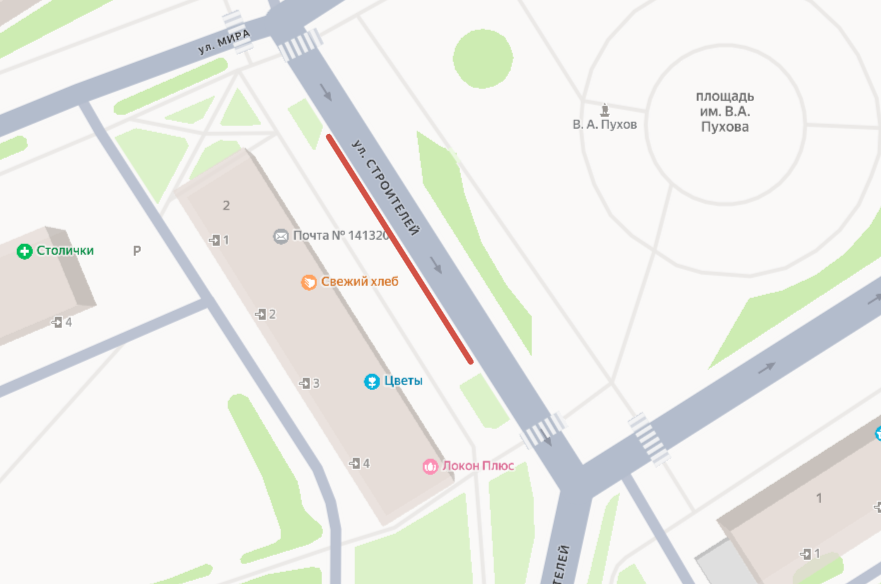 ул. МИРА
площадь
им. В.А.
Пухова
В. А. Пухов
ул. СТРОИТЕЛЕЙ
2
Почта № 141320
1
Столички
P
Свежий хлеб
2
4
3
Цветы
4
Локон Плюс
1
1
ТЕЛЕЙ